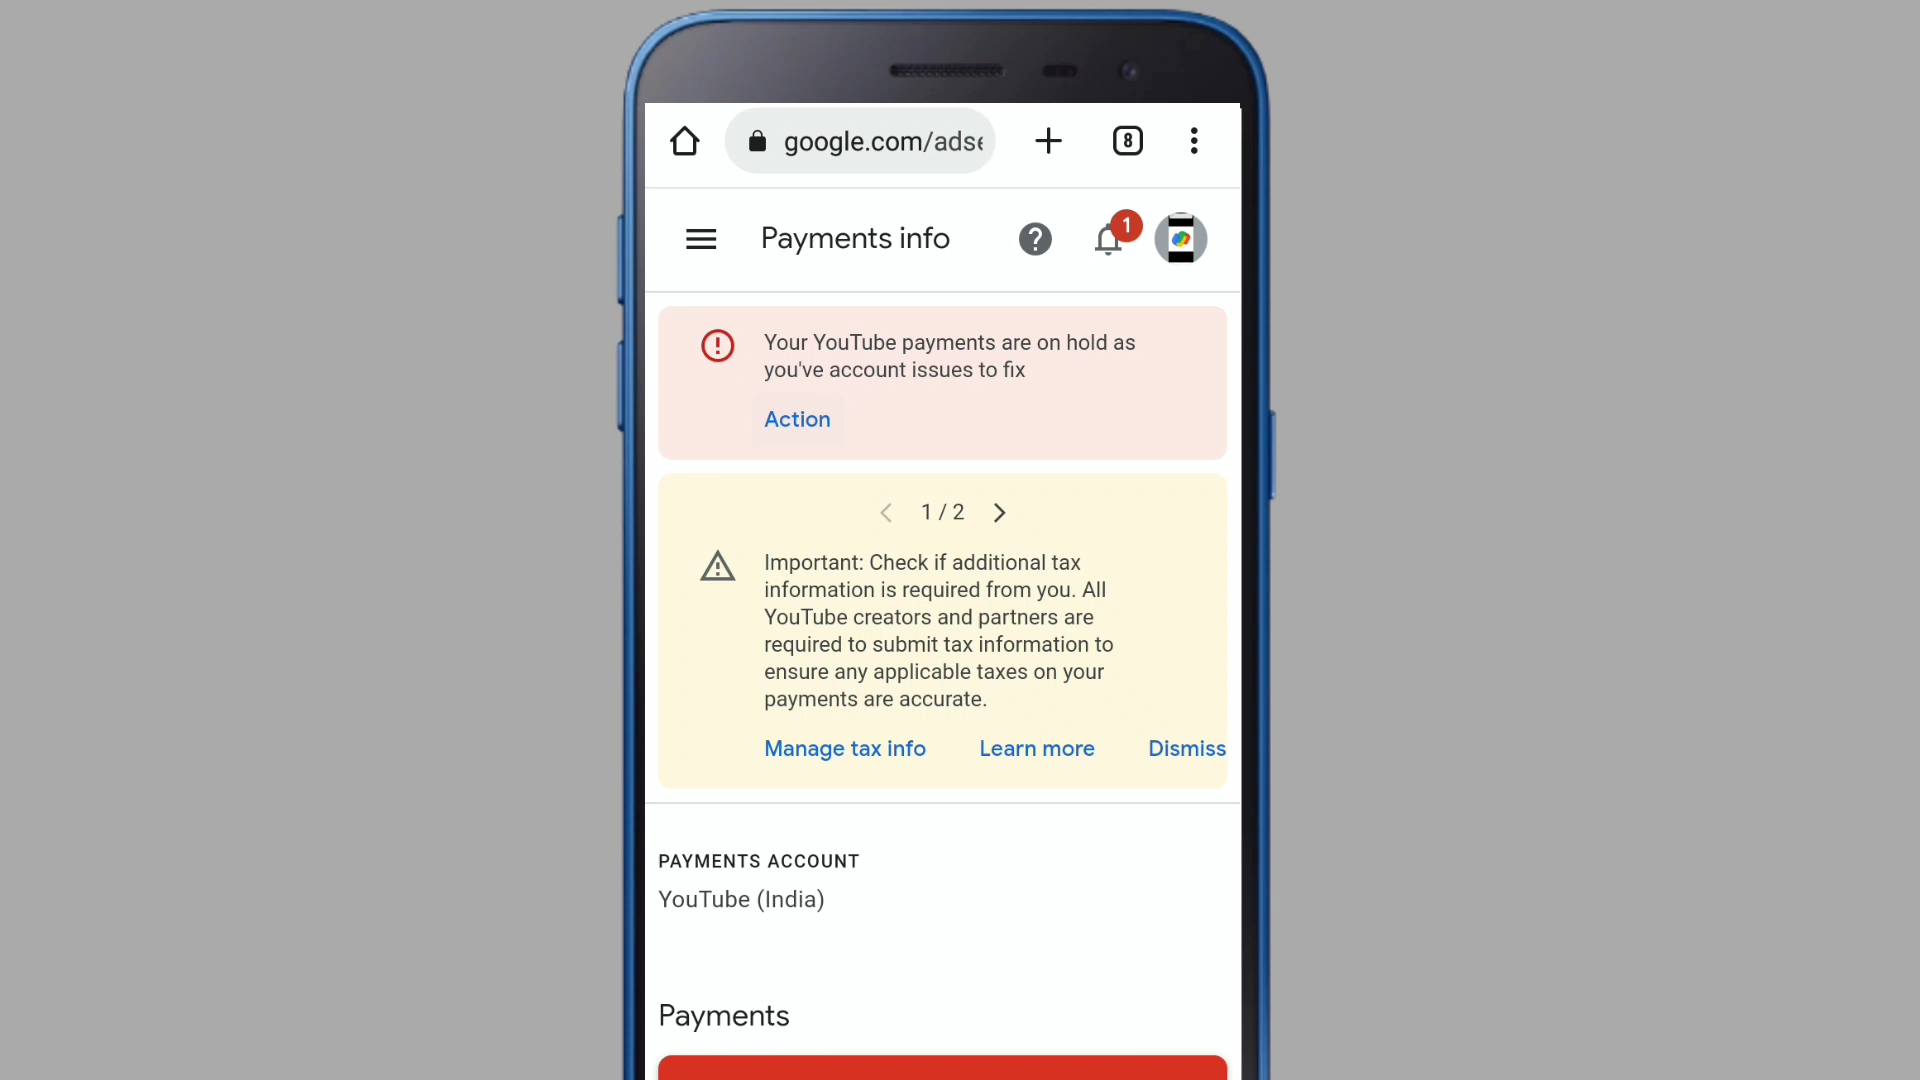 google.com/adse
8
Payments info
1
Your YouTube payments are on hold as
you've account issues to fix
Action
1 / 2
Important: Check if additional tax
information is required from you. All
YouTube creators and partners are
required to submit tax information to
ensure any applicable taxes on your
payments are accurate.
Manage tax info Learn more Dismiss
PAYMENTS ACCOUNT
YouTube (India)
Payments